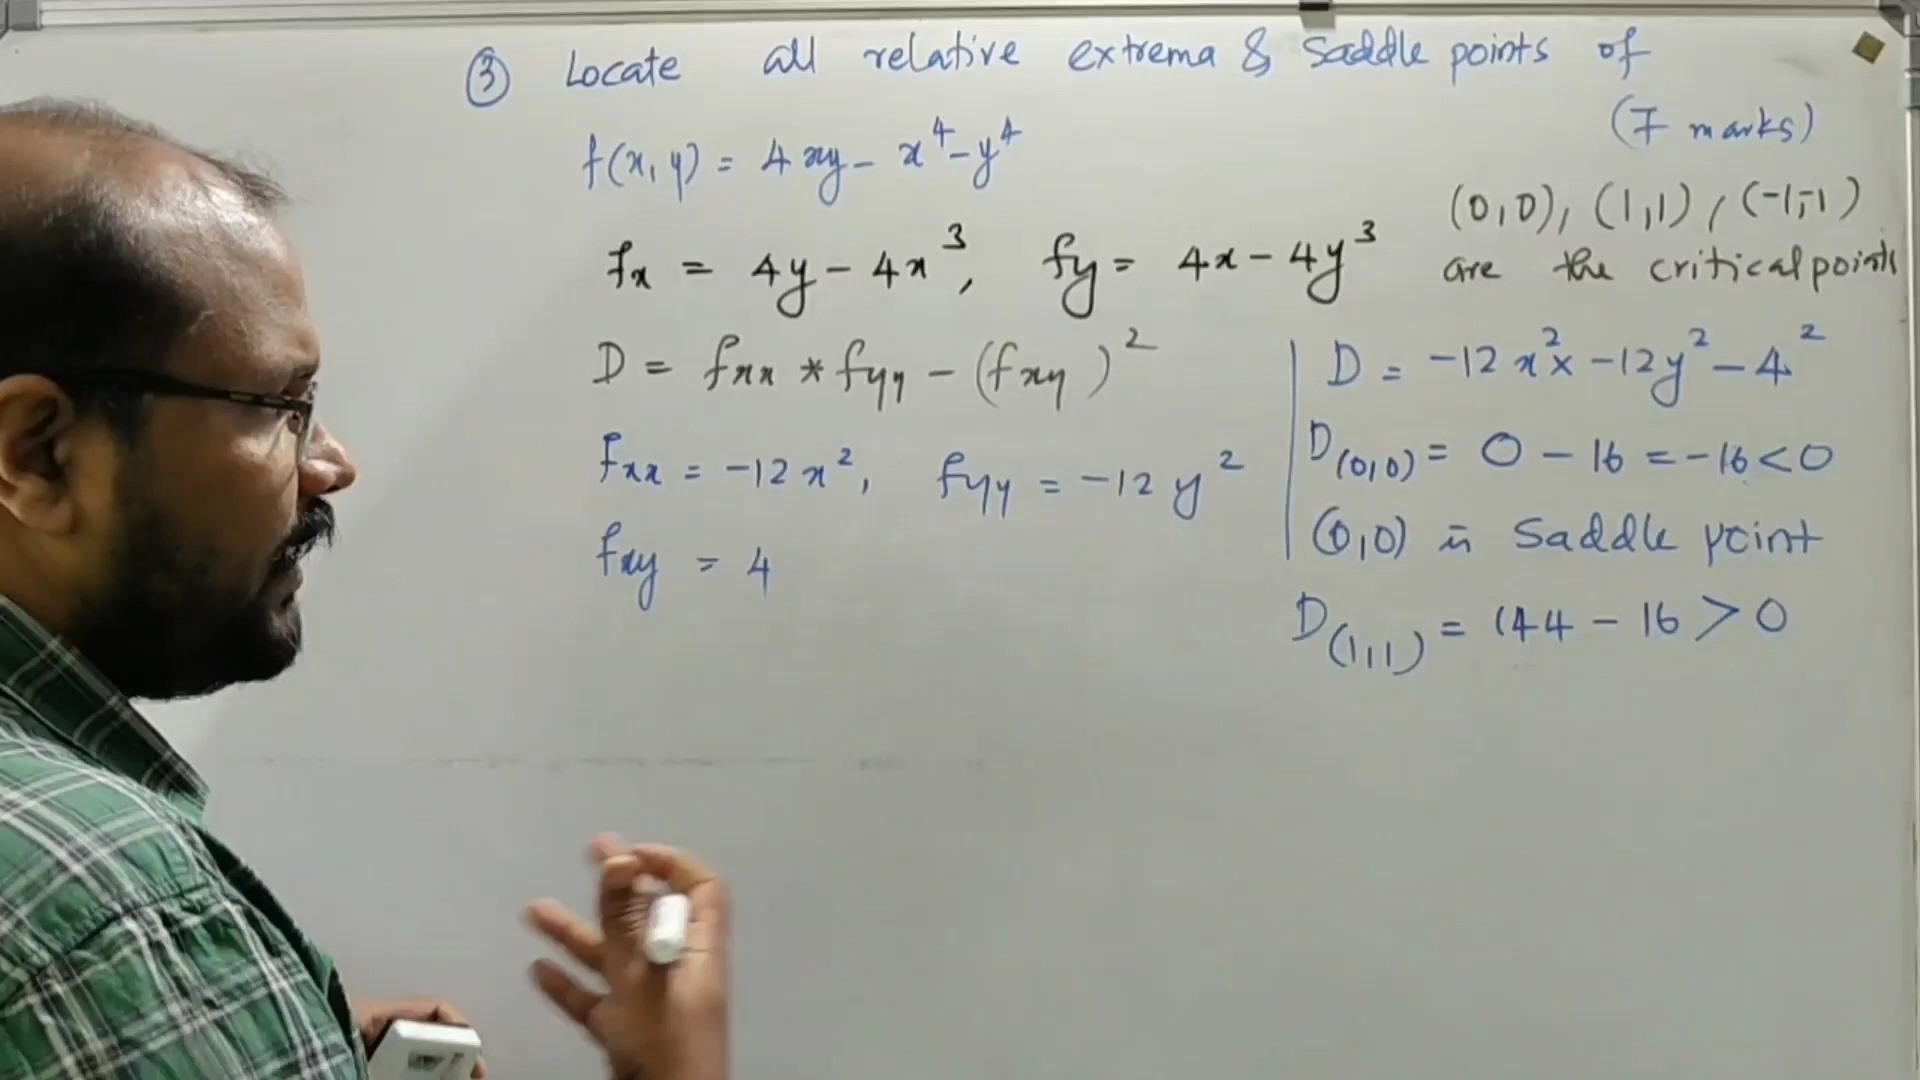 ③ Locate all relative extrema & Saddle points of
(7 marks)
f(x,y) = 4xy - x⁴ - y⁴
(0,0), (1,1), (-1,-1)
are the critical points
fx = 4y - 4x³, fy = 4x - 4y³
D = fxx * fyy - (fxy)²
fxx = -12x², fyy = -12y²
fxy = 4
D = -12x² x -12y² - 4²
D(0,0) = 0 - 16 = -16 < 0
(0,0) is Saddle point
D(1,1) = 144 - 16 > 0